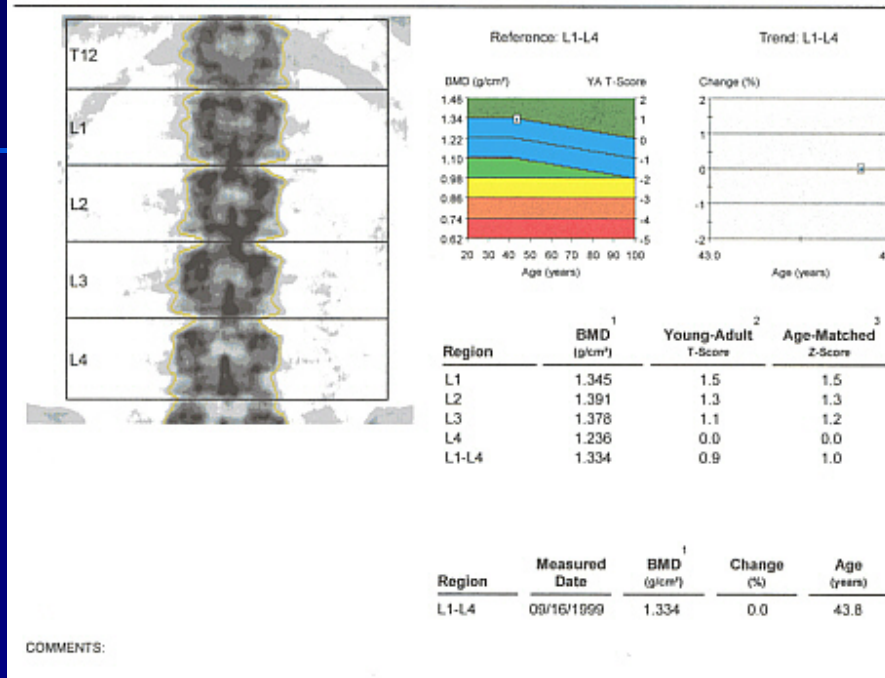 T12
L1
L2
L3
L4
COMMENTS:
Reference: L1-L4
BMD (g/cm²) YA T-Score
1.46 2
1.34 1
1.22 0
1.10 -1
0.98 -2
0.86 -3
0.74 -4
0.62 -5
20 30 40 50 60 70 80 90 100
Age (years)
Trend: L1-L4
Change (%)
2
1
0
-1
-2
43.0 4
Age (years)
Region BMD 1 (g/cm²) Young-Adult 2 T-Score Age-Matched 3 Z-Score
L1 1.345 1.5 1.5
L2 1.391 1.3 1.3
L3 1.378 1.1 1.2
L4 1.236 0.0 0.0
L1-L4 1.334 0.9 1.0
Region Measured Date BMD 1 (g/cm²) Change (%) Age (years)
L1-L4 09/16/1999 1.334 0.0 43.8